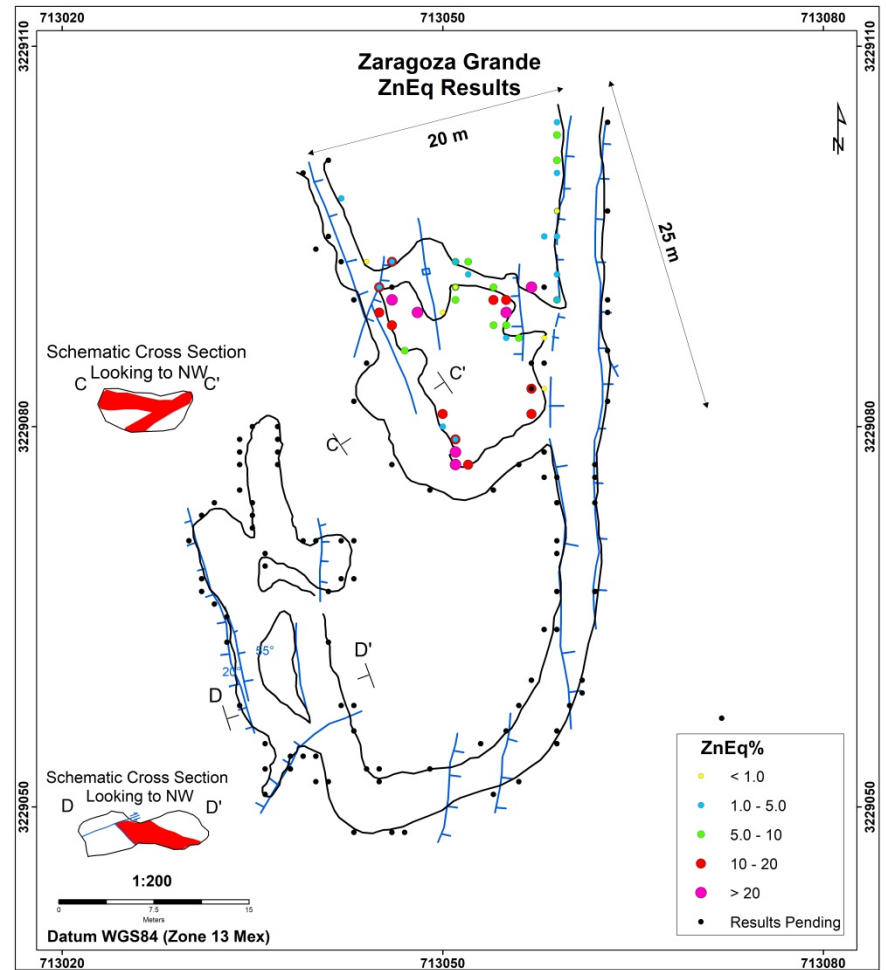 713020 713050 713080
3229110 3229110
Zaragoza Grande
ZnEq Results
20 m
N
25 m
Schematic Cross Section
Looking to NW
C C'
C'
C
3229080 3229080
D'
55°
20°
D
Schematic Cross Section
Looking to NW
D D'
3229050 3229050
ZnEq%
< 1.0
1.0 - 5.0
5.0 - 10
10 - 20
> 20
Results Pending
1:200
0 7.5 15
Meters
Datum WGS84 (Zone 13 Mex)
713020 713050 713080